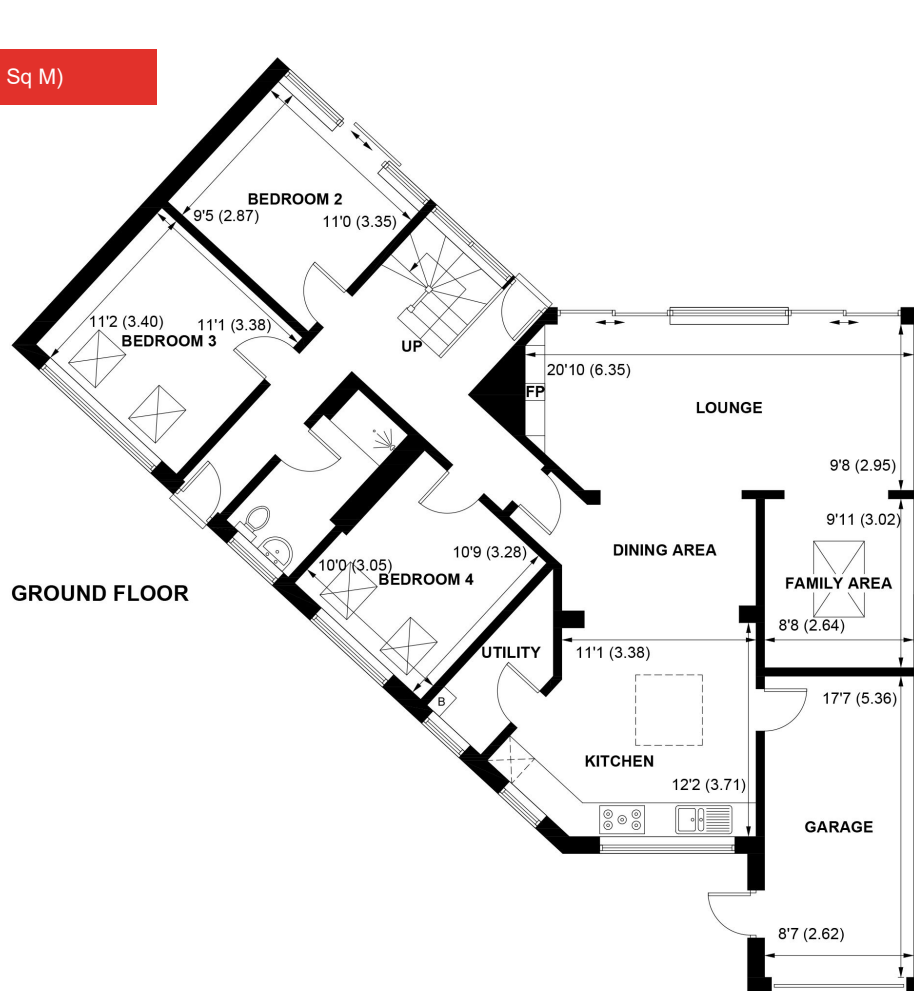 Sq M)
BEDROOM 2
9'5 (2.87)
11'0 (3.35)
11'2 (3.40)
11'1 (3.38)
BEDROOM 3
UP
20'10 (6.35)
FP
LOUNGE
9'8 (2.95)
9'11 (3.02)
DINING AREA
10'9 (3.28)
10'0 (3.05)
BEDROOM 4
FAMILY AREA
GROUND FLOOR
8'8 (2.64)
UTILITY
11'1 (3.38)
B
17'7 (5.36)
KITCHEN
12'2 (3.71)
GARAGE
8'7 (2.62)